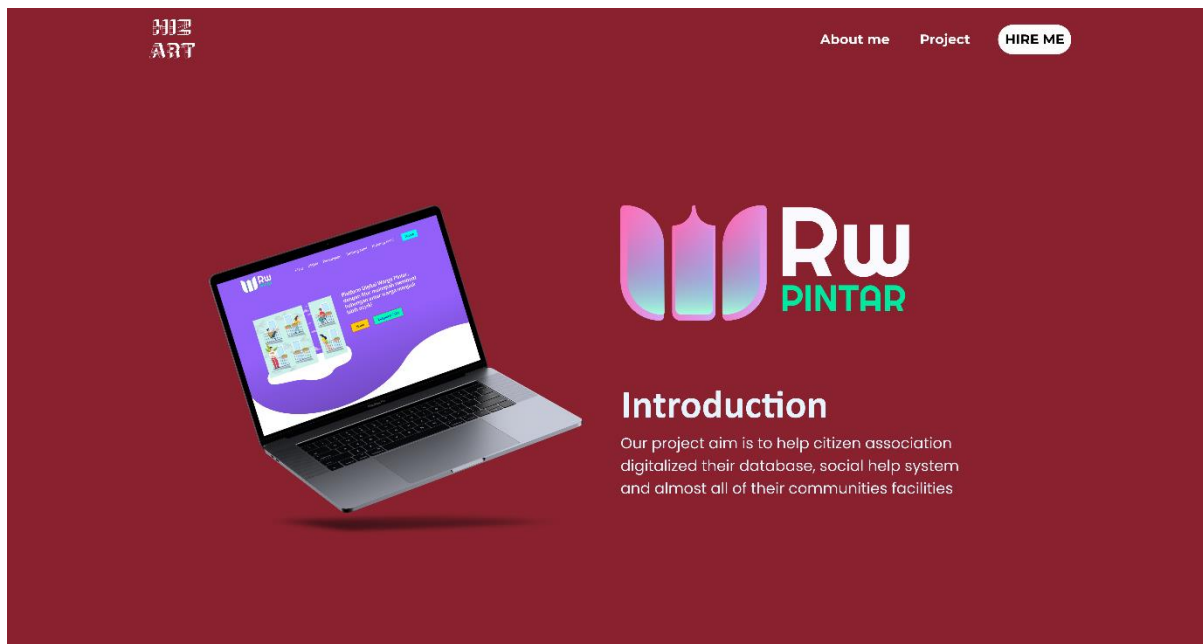 HIZ
ART
About me
Project
HIRE ME
Rw
PINTAR
Rw
Introduction
Our project aim is to help citizen association
digitalized their database, social help system
and almost all of their communities facilities